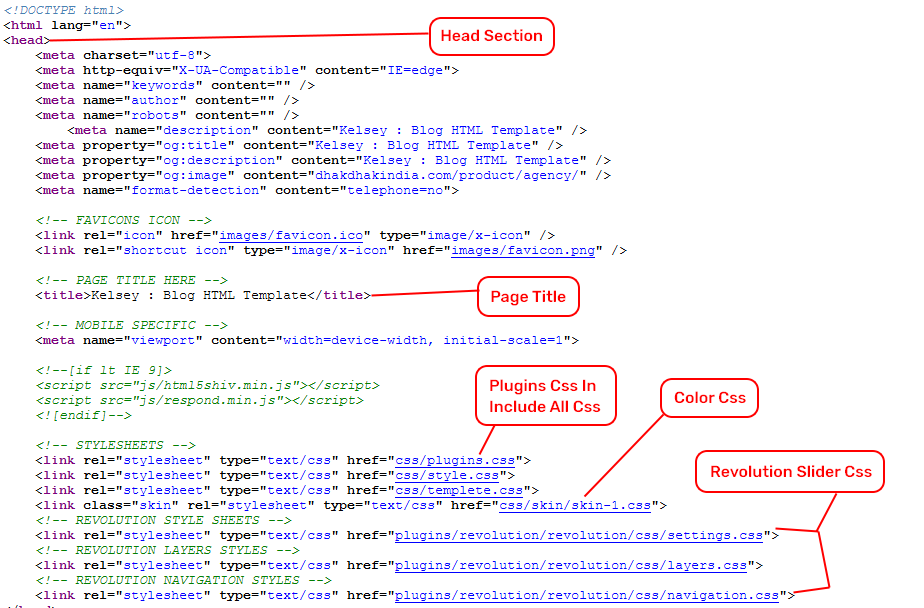 <!DOCTYPE html>
<html lang="en">
<head>
Head Section
<meta charset="utf-8">
<meta http-equiv="X-UA-Compatible" content="IE=edge">
<meta name="keywords" content="" />
<meta name="author" content="" />
<meta name="robots" content="" />
<meta name="description" content="Kelsey : Blog HTML Template" />
<meta property="og:title" content="Kelsey : Blog HTML Template" />
<meta property="og:description" content="Kelsey : Blog HTML Template" />
<meta property="og:image" content="dhakdhakindia.com/product/agency/" />
<meta name="format-detection" content="telephone=no">
<!-- FAVICONS ICON -->
<link rel="icon" href="images/favicon.ico" type="image/x-icon" />
<link rel="shortcut icon" type="image/x-icon" href="images/favicon.png" />
<!-- PAGE TITLE HERE -->
<title>Kelsey : Blog HTML Template</title>
Page Title
<!-- MOBILE SPECIFIC -->
<meta name="viewport" content="width=device-width, initial-scale=1">
<!--[if lt IE 9]>
<script src="js/html5shiv.min.js"></script>
<script src="js/respond.min.js"></script>
<![endif]-->
Plugins Css In
Include All Css
Color Css
<!-- STYLESHEETS -->
<link rel="stylesheet" type="text/css" href="css/plugins.css">
<link rel="stylesheet" type="text/css" href="css/style.css">
<link rel="stylesheet" type="text/css" href="css/templete.css">
<link class="skin" rel="stylesheet" type="text/css" href="css/skin/skin-1.css">
Revolution Slider Css
<!-- REVOLUTION STYLE SHEETS -->
<link rel="stylesheet" type="text/css" href="plugins/revolution/revolution/css/settings.css">
<!-- REVOLUTION LAYERS STYLES -->
<link rel="stylesheet" type="text/css" href="plugins/revolution/revolution/css/layers.css">
<!-- REVOLUTION NAVIGATION STYLES -->
<link rel="stylesheet" type="text/css" href="plugins/revolution/revolution/css/navigation.css">